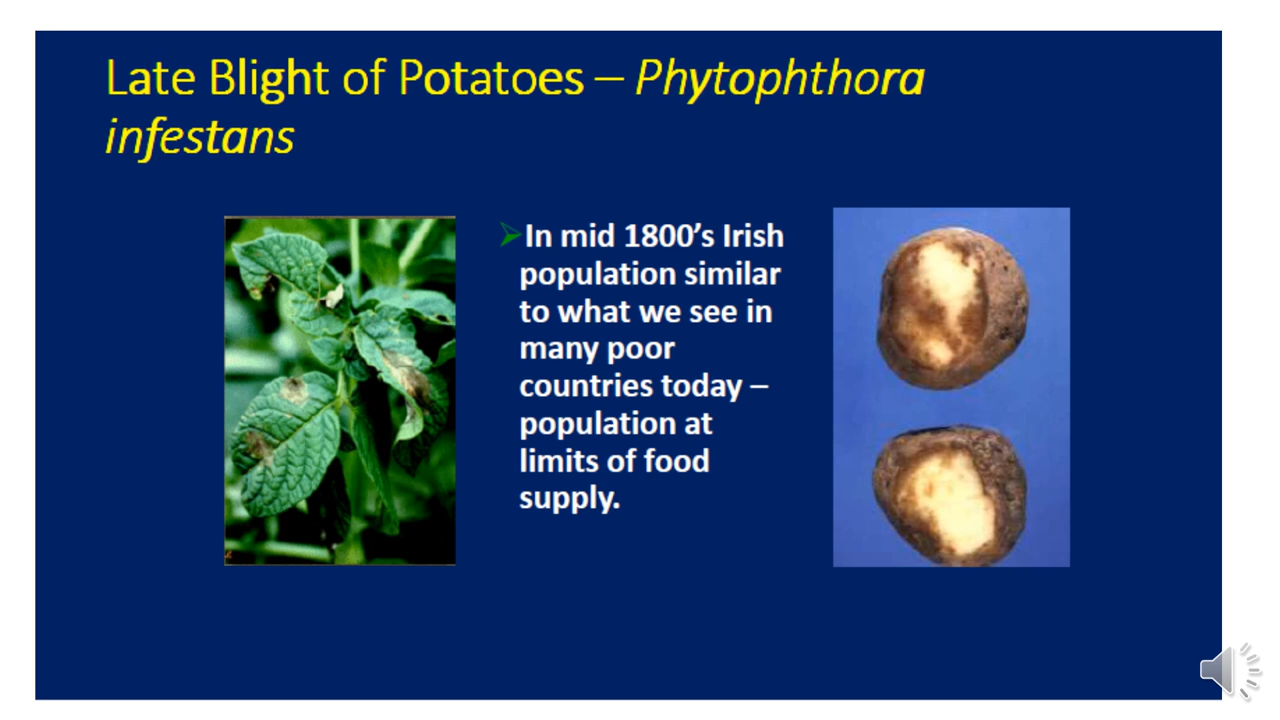 Late Blight of Potatoes – Phytophthora
infestans
In mid 1800’s Irish
population similar
to what we see in
many poor
countries today –
population at
limits of food
supply.